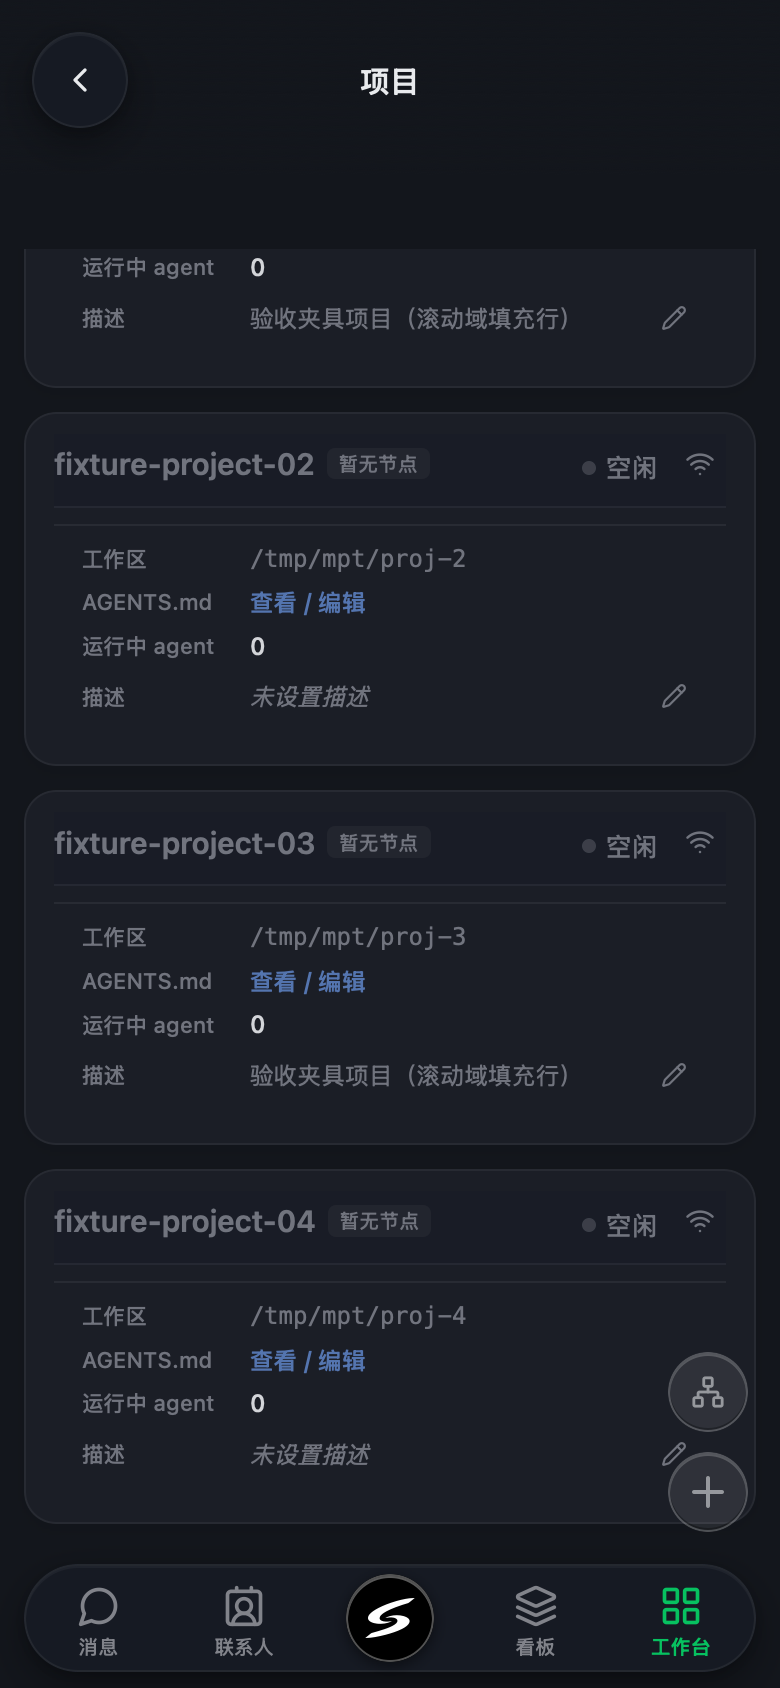 项目
运行中 agent 0
描述 验收夹具项目（滚动域填充行）
fixture-project-02 暂无节点 空闲
工作区 /tmp/mpt/proj-2
AGENTS.md 查看 / 编辑
运行中 agent 0
描述 未设置描述
fixture-project-03 暂无节点 空闲
工作区 /tmp/mpt/proj-3
AGENTS.md 查看 / 编辑
运行中 agent 0
描述 验收夹具项目（滚动域填充行）
fixture-project-04 暂无节点 空闲
工作区 /tmp/mpt/proj-4
AGENTS.md 查看 / 编辑
运行中 agent 0
描述 未设置描述
消息 联系人 看板 工作台